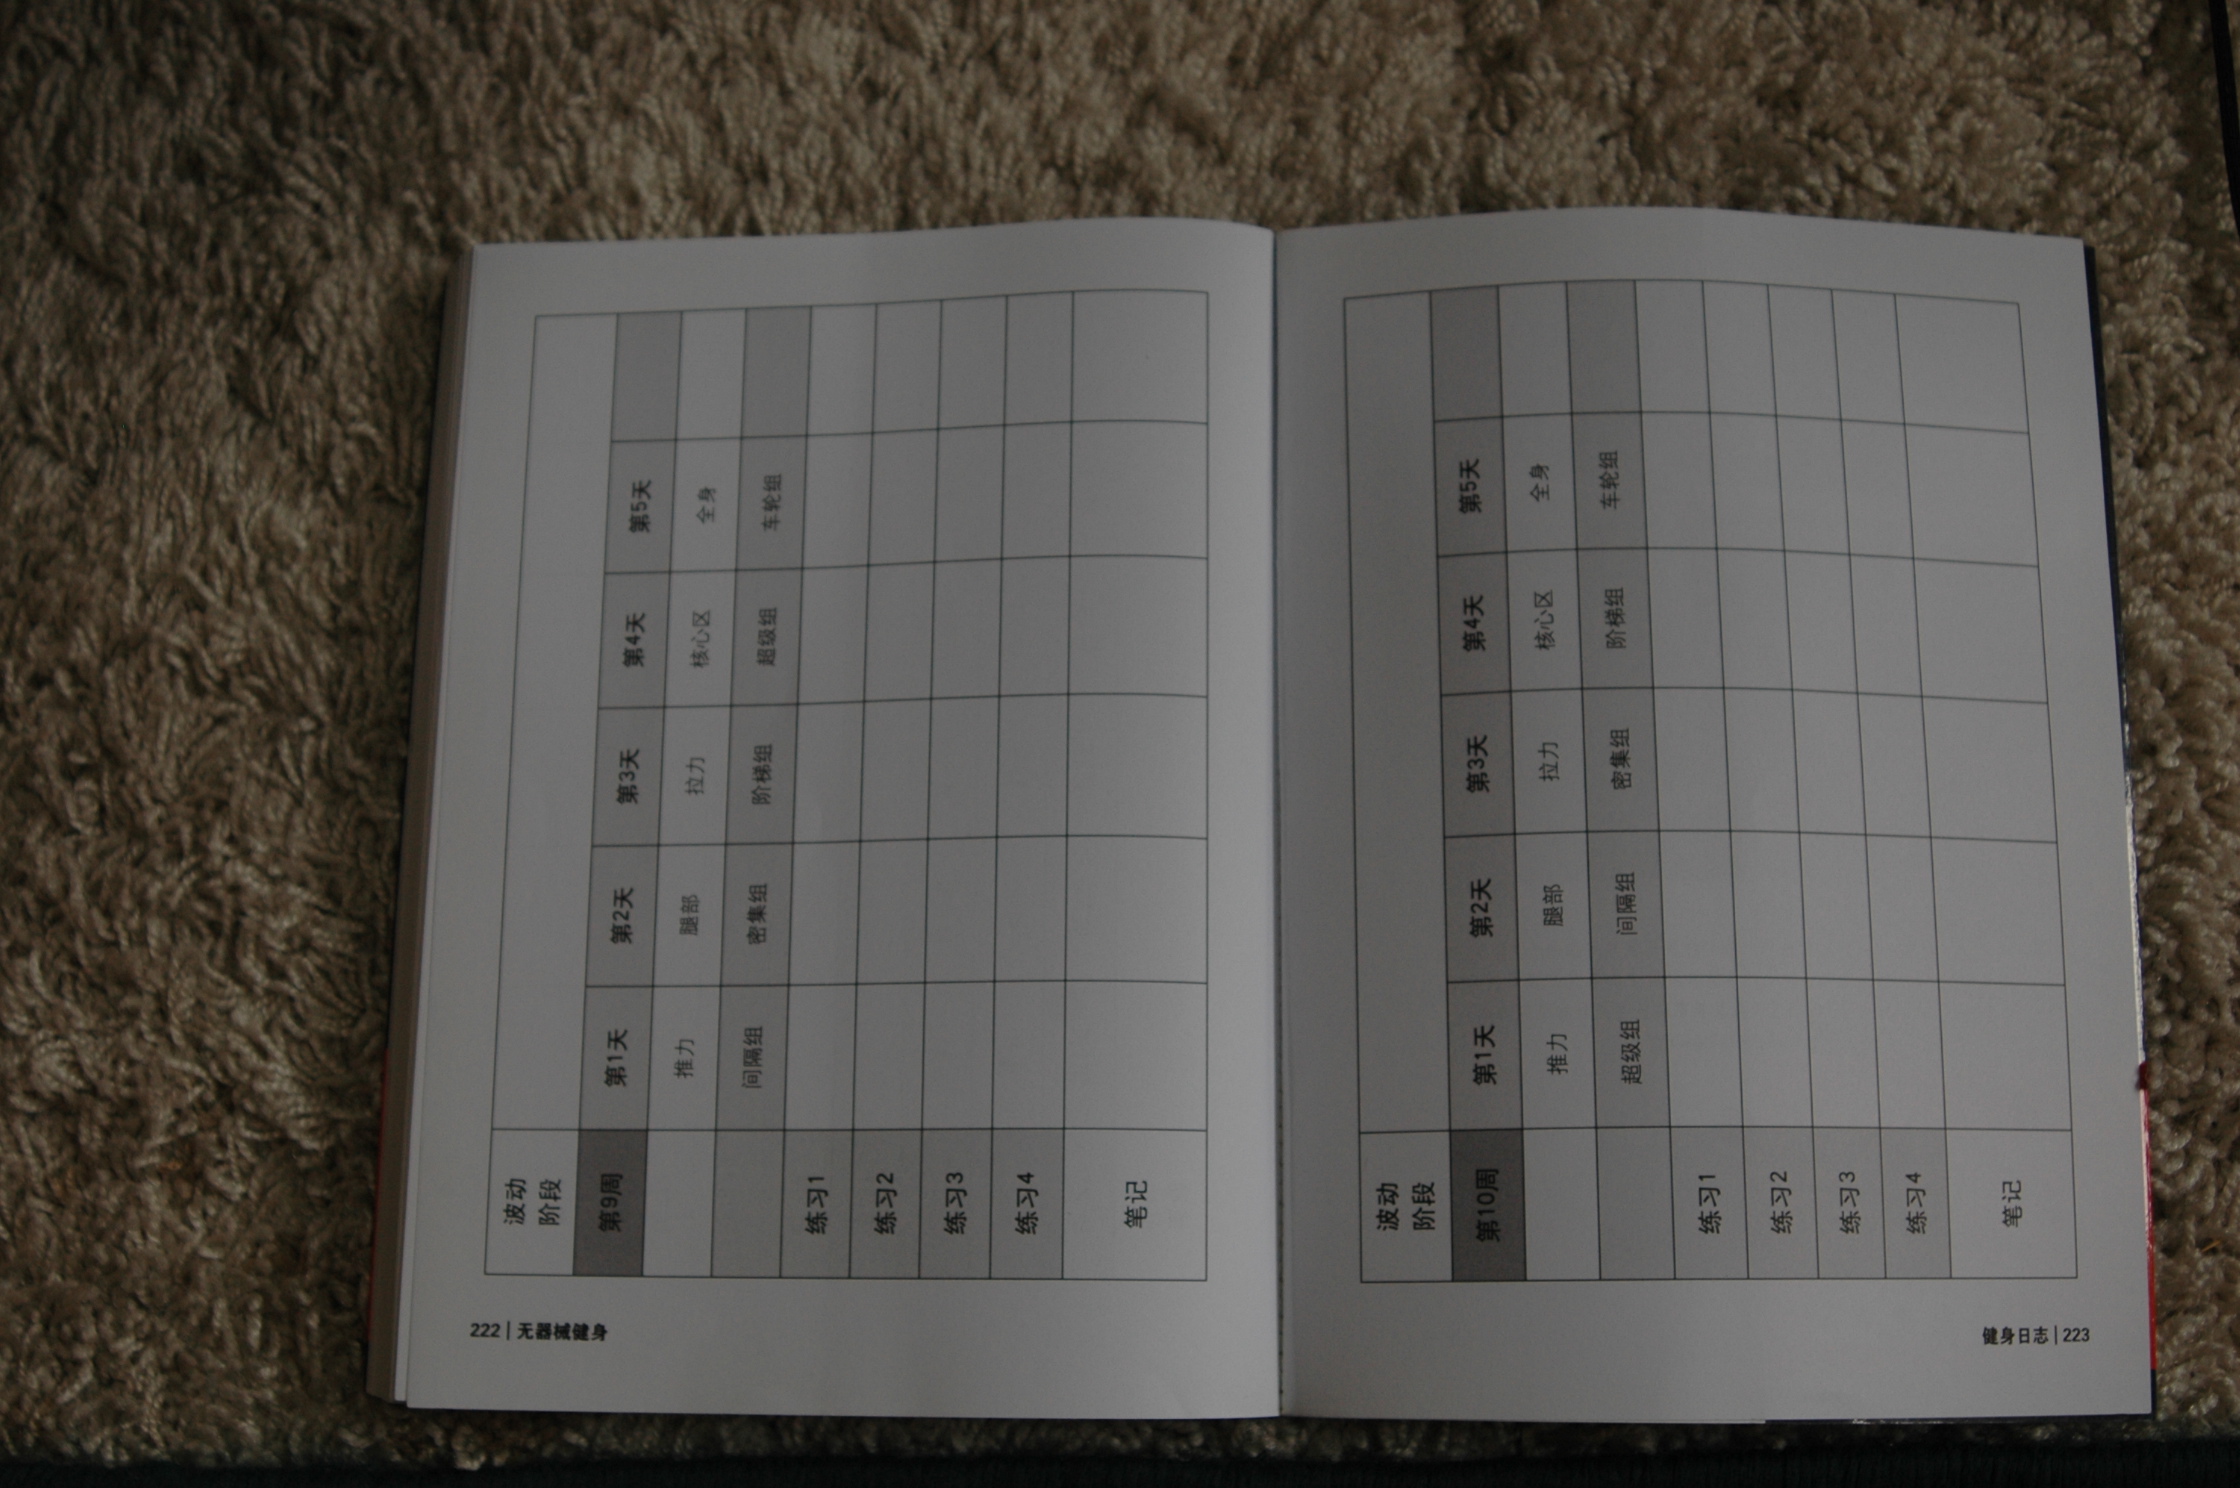 波动
阶段
第9周 第1天 第2天 第3天 第4天 第5天
推力 腿部 拉力 核心区 全身
间隔组 密集组 阶梯组 超级组 车轮组
练习1
练习2
练习3
练习4
笔记
222 | 无器械健身
波动
阶段
第10周 第1天 第2天 第3天 第4天 第5天
推力 腿部 拉力 核心区 全身
超级组 间隔组 密集组 阶梯组 车轮组
练习1
练习2
练习3
练习4
笔记
健身日志 | 223